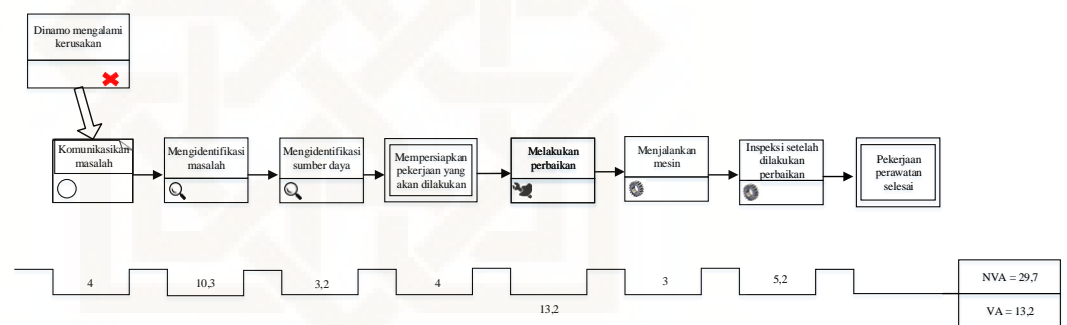 Dinamo mengalami
kerusakan
Komunikasikan
masalah
Mengidentifikasi
masalah
Mengidentifikasi
sumber daya
Mempersiapkan
pekerjaan yang
akan dilakukan
Melakukan
perbaikan
Menjalankan
mesin
Inspeksi setelah
dilakukan
perbaikan
Pekerjaan
perawatan
selesai
4
10,3
3,2
4
13,2
3
5,2
NVA = 29,7
VA = 13,2